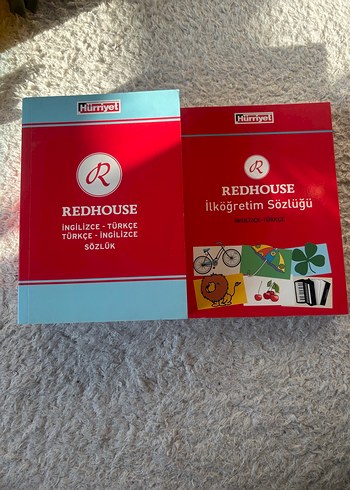 Hürriyet
R
REDHOUSE
İNGİLİZCE - TÜRKÇE
TÜRKÇE - İNGİLİZCE
SÖZLÜK
Hürriyet
R
REDHOUSE
İlköğretim Sözlüğü
İNGİLİZCE - TÜRKÇE